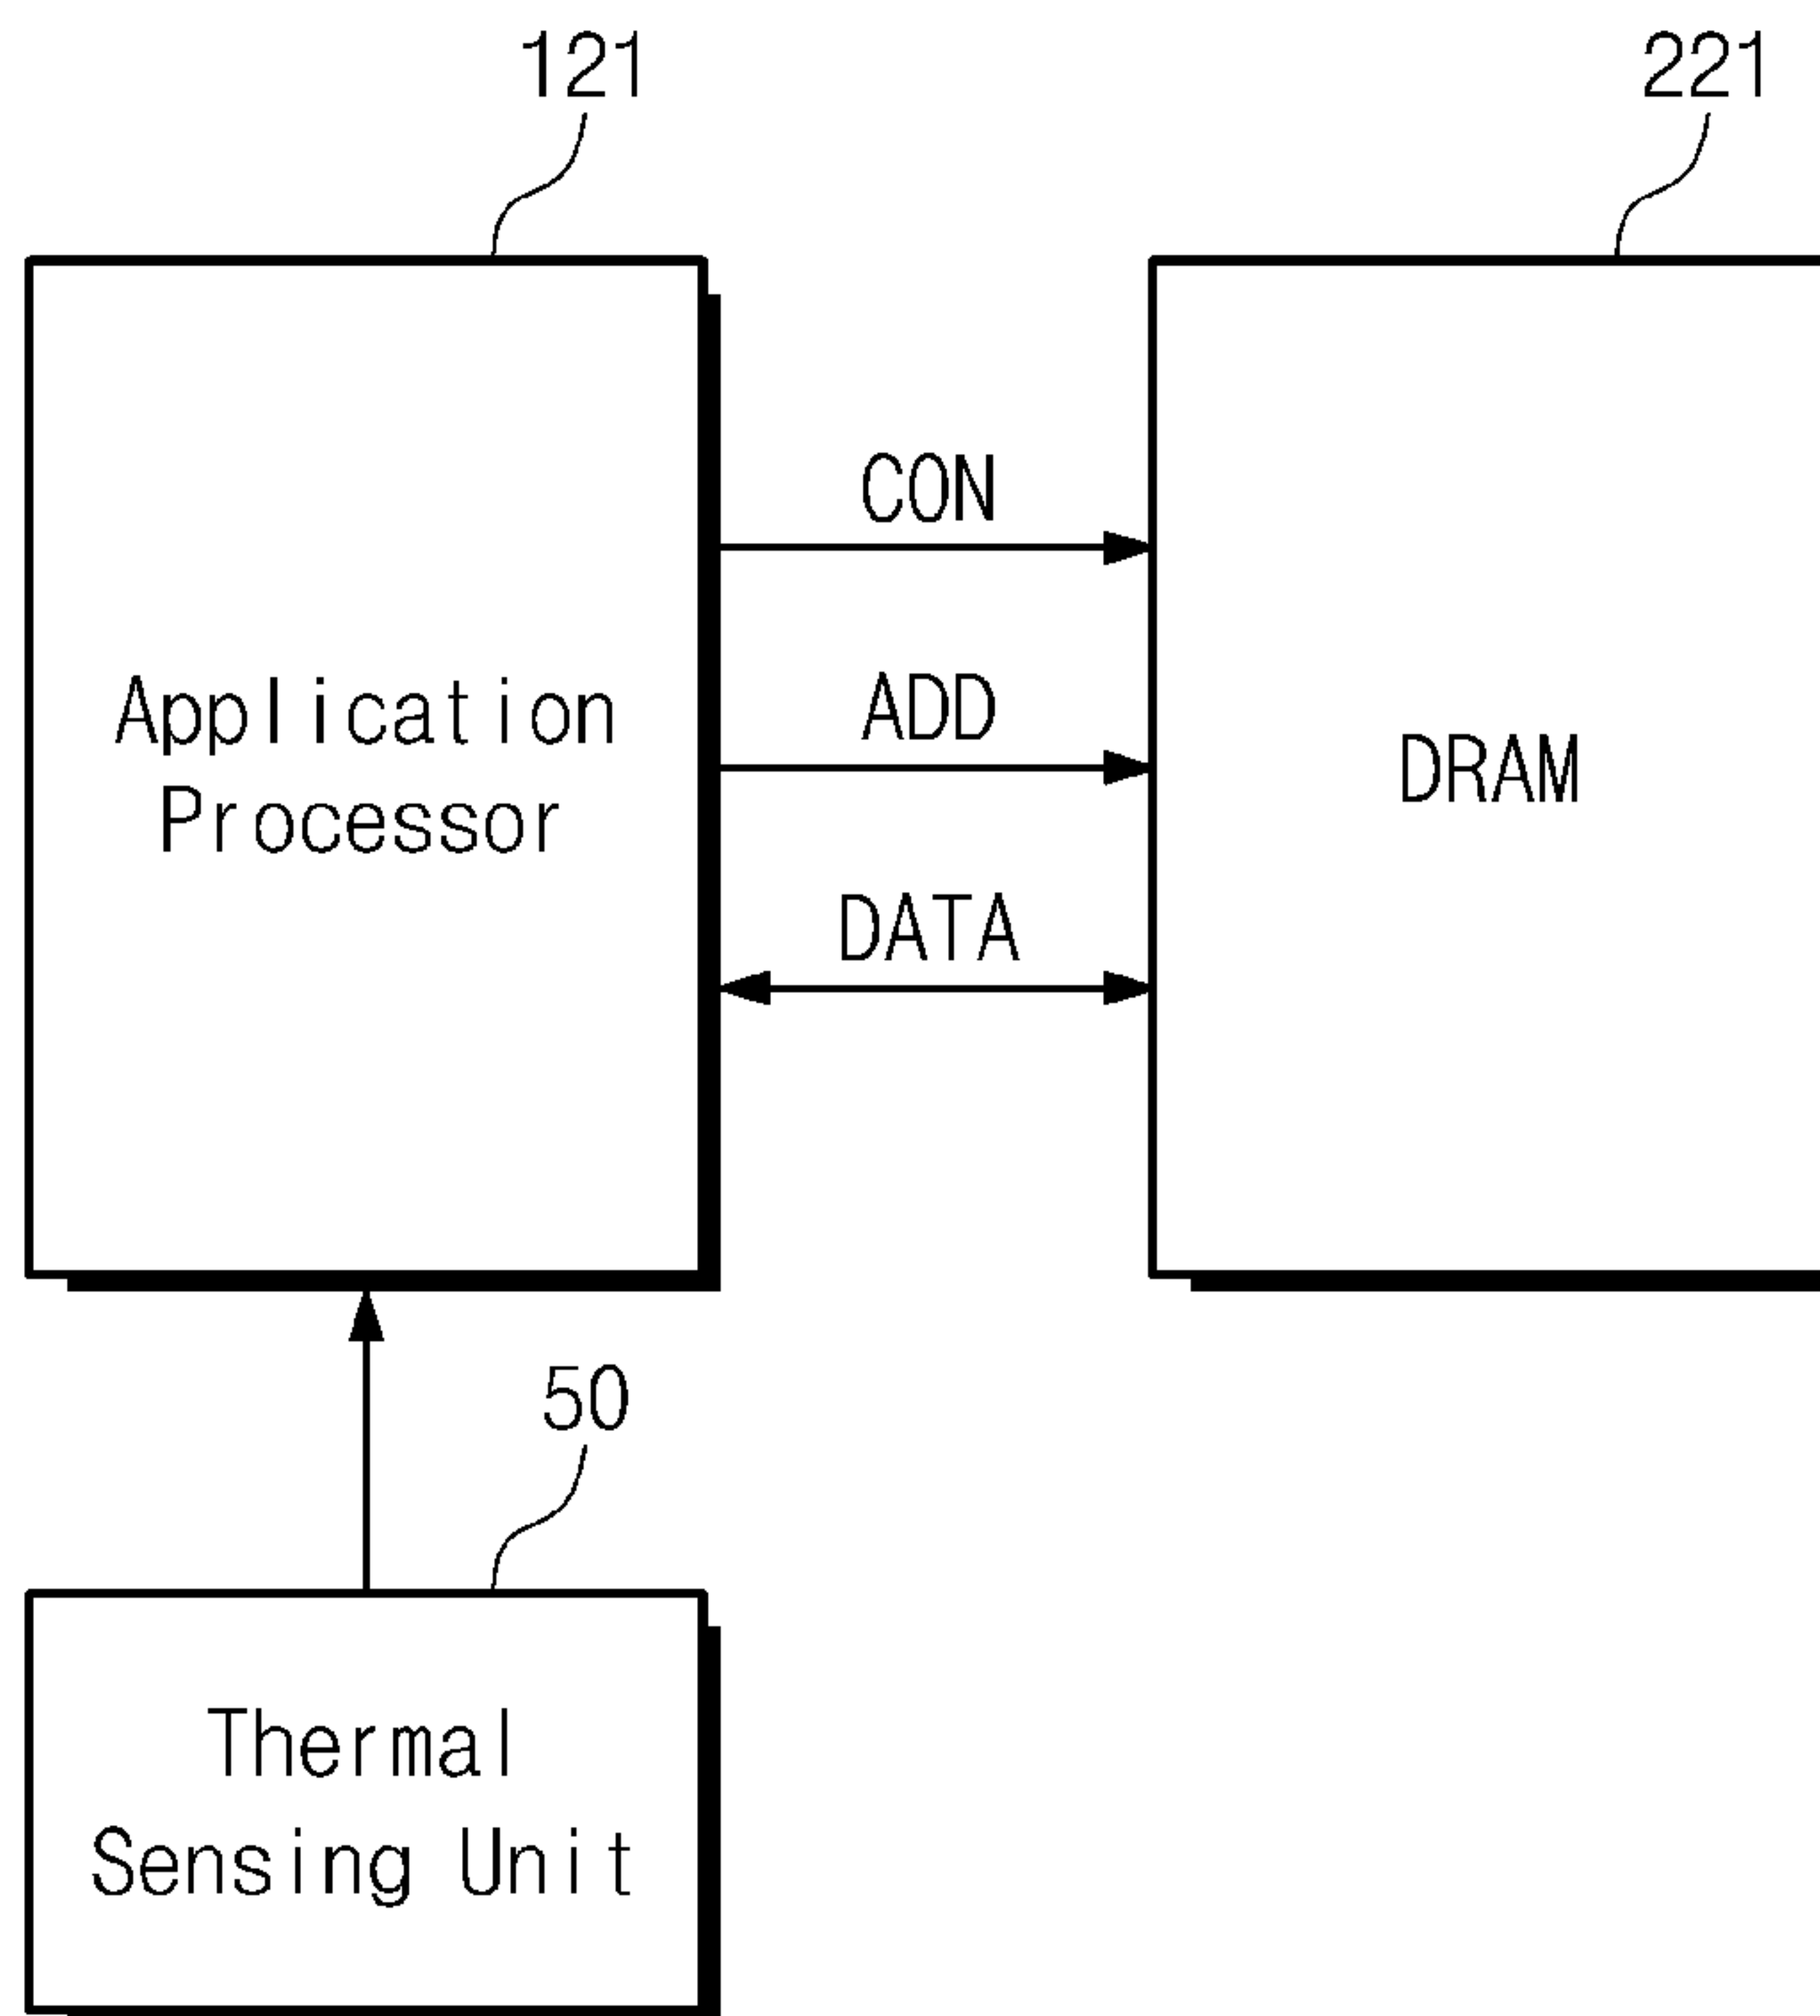 121
221
CON
Application
Processor
ADD
DRAM
DATA
50
Thermal
Sensing Unit